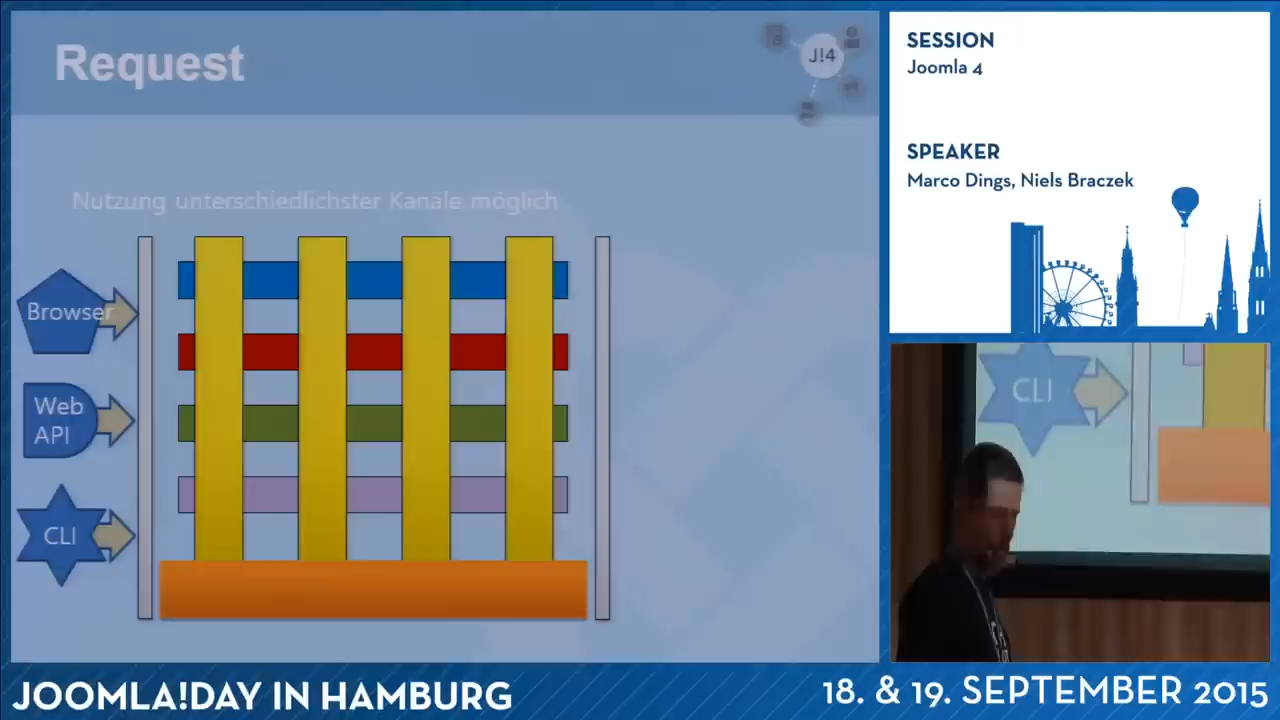 Request
J!4
Nutzung unterschiedlichster Kanäle möglich
Browser
Web
API
CLI
SESSION
Joomla 4
SPEAKER
Marco Dings, Niels Braczek
CLI
JOOMLA!DAY IN HAMBURG
18. & 19. SEPTEMBER 2015